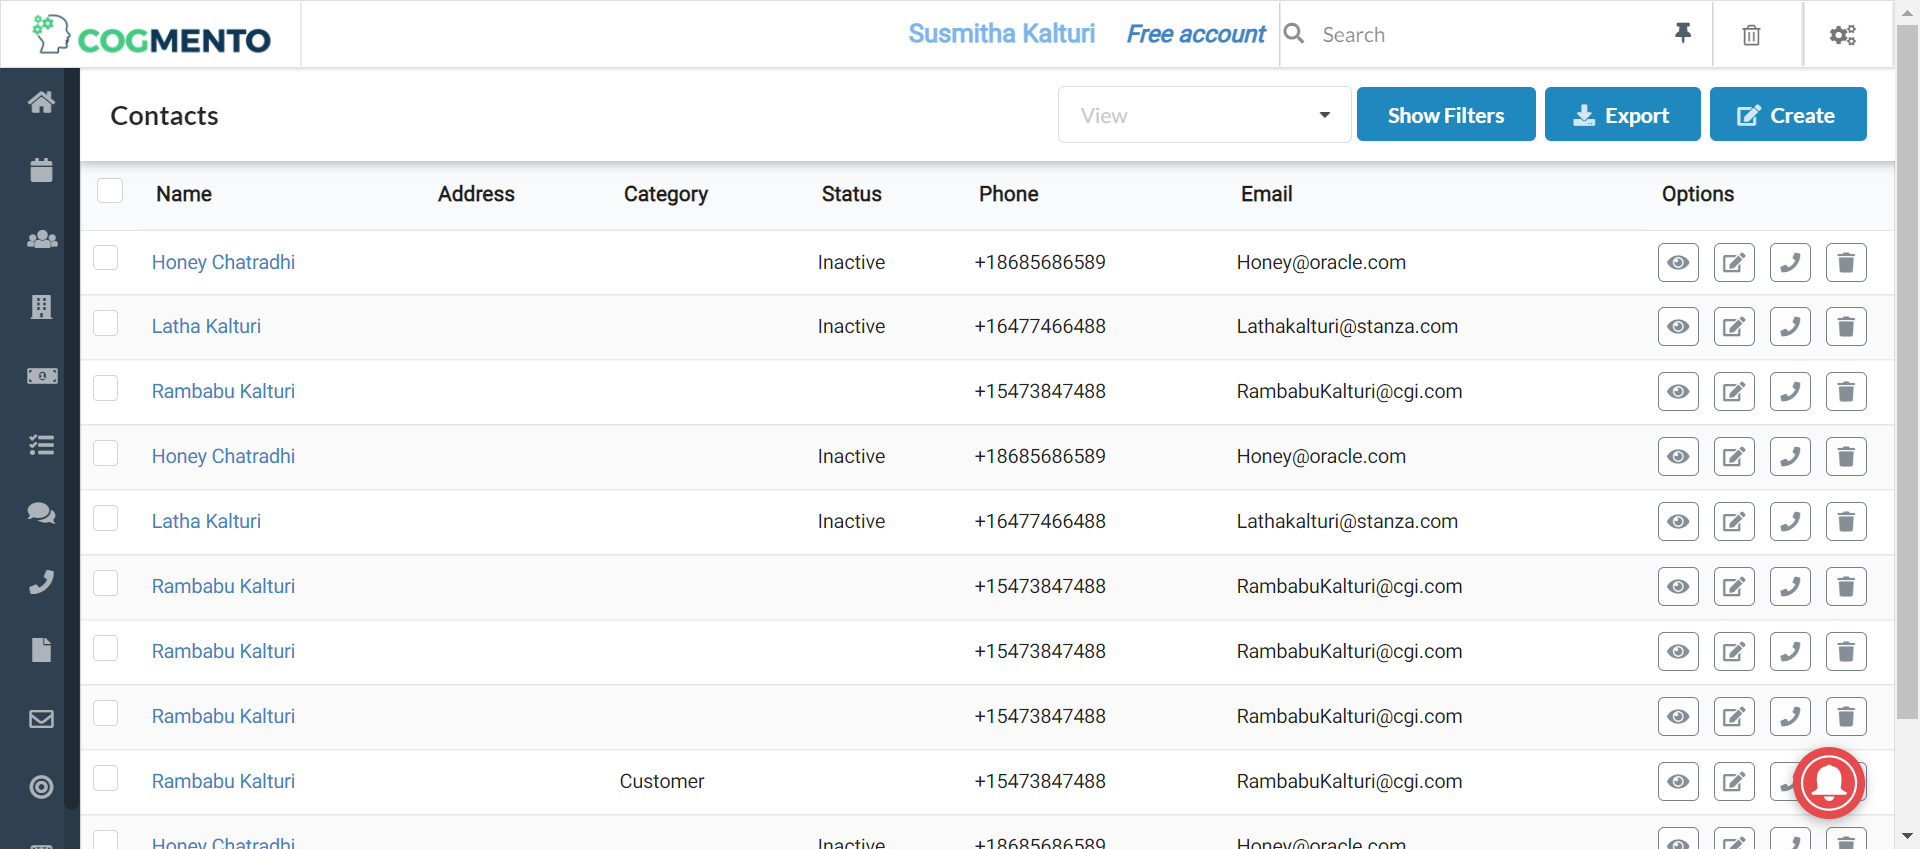 COGMENTO
Susmitha Kalturi Free account Search
Contacts View Show Filters Export Create
Name Address Category Status Phone Email Options
Honey Chatradhi Inactive +18685686589 Honey@oracle.com
Latha Kalturi Inactive +16477466488 Lathakalturi@stanza.com
Rambabu Kalturi +15473847488 RambabuKalturi@cgi.com
Honey Chatradhi Inactive +18685686589 Honey@oracle.com
Latha Kalturi Inactive +16477466488 Lathakalturi@stanza.com
Rambabu Kalturi +15473847488 RambabuKalturi@cgi.com
Rambabu Kalturi +15473847488 RambabuKalturi@cgi.com
Rambabu Kalturi +15473847488 RambabuKalturi@cgi.com
Rambabu Kalturi Customer +15473847488 RambabuKalturi@cgi.com
Honey Chatradhi Inactive +18685686589 Honey@oracle.com